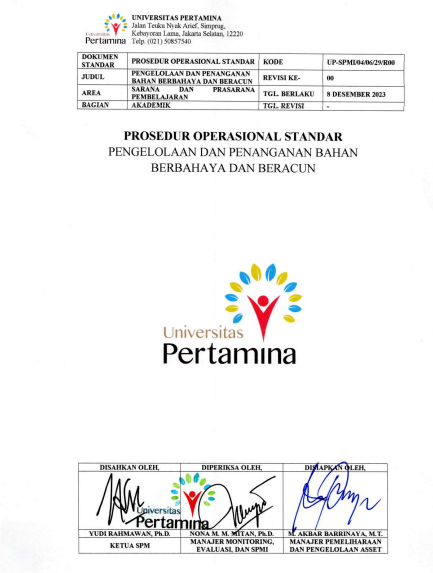 UNIVERSITAS PERTAMINA
Jalan Teuku Nyak Arief, Simprug,
Kebayoran Lama, Jakarta Selatan, 12220
Telp. (021) 50857540
Universitas
Pertamina
DOKUMEN STANDAR PROSEDUR OPERASIONAL STANDAR KODE UP-SPMI/04/06/29/R00
JUDUL PENGELOLAAN DAN PENANGANAN BAHAN BERBAHAYA DAN BERACUN REVISI KE- 00
AREA SARANA DAN PRASARANA PEMBELAJARAN TGL. BERLAKU 8 DESEMBER 2023
BAGIAN AKADEMIK TGL. REVISI -
PROSEDUR OPERASIONAL STANDAR
PENGELOLAAN DAN PENANGANAN BAHAN
BERBAHAYA DAN BERACUN
Universitas
Pertamina
DISAHKAN OLEH, DIPERIKSA OLEH, DISIAPKAN OLEH,
Universitas
Pertamina
YUDI RAHMAWAN, Ph.D. NONA M. M. MITAN, Ph.D. M. AKBAR BARRINAYA, M.T.
KETUA SPM MANAJER MONITORING, EVALUASI, DAN SPMI MANAJER PEMELIHARAAN DAN PENGELOLAAN ASSET